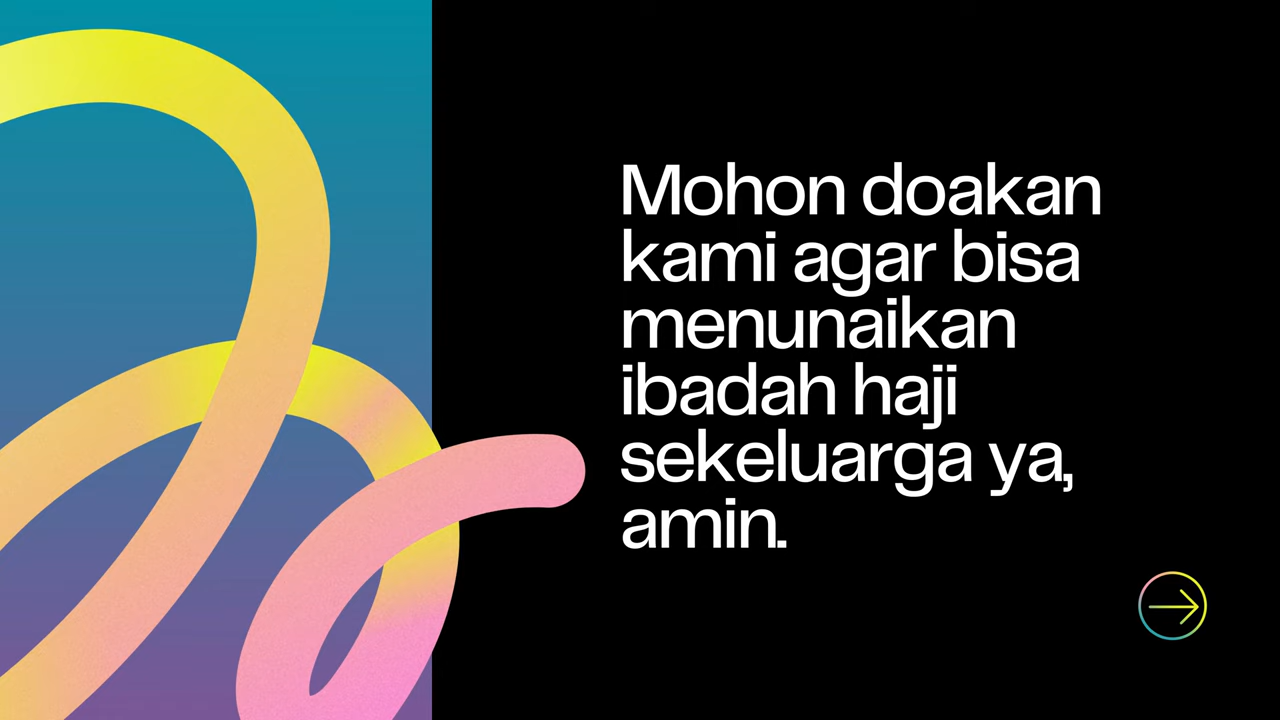 Mohon doakan
kami agar bisa
menunaikan
ibadah haji
sekeluarga ya,
amin.